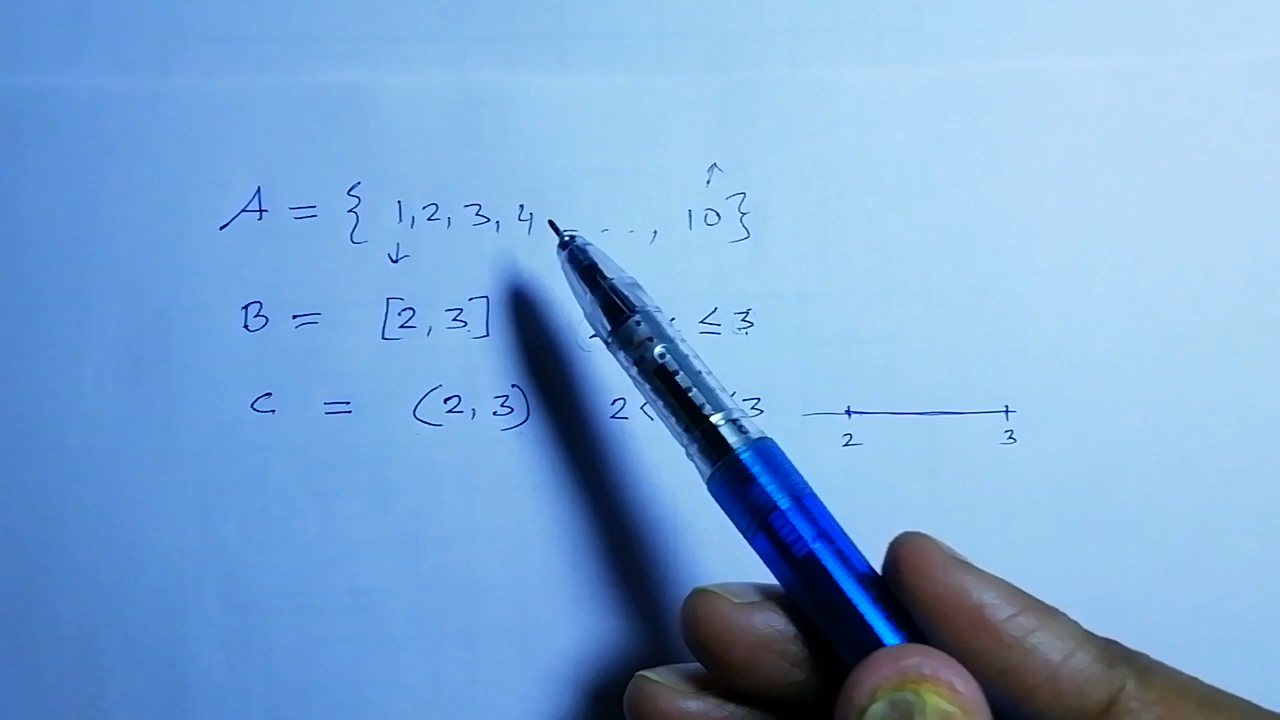 A = { 1, 2, 3, 4 - - . . , 10}
B = [2, 3] ≤ 3
C = (2, 3) 2 < 3
2 3